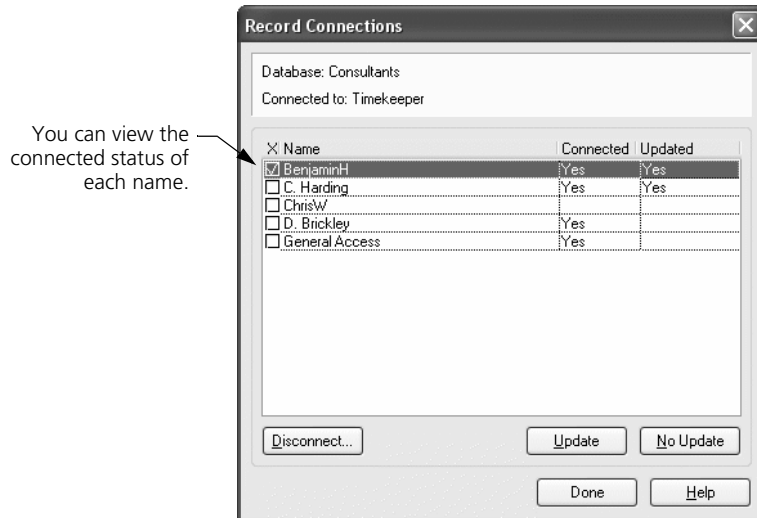 Record Connections
Database: Consultants
Connected to: Timekeeper
You can view the
connected status of
each name.
X Name Connected Updated
BenjaminH Yes Yes
C. Harding Yes Yes
ChrisW
D. Brickley Yes
General Access Yes
Disconnect... Update No Update
Done Help